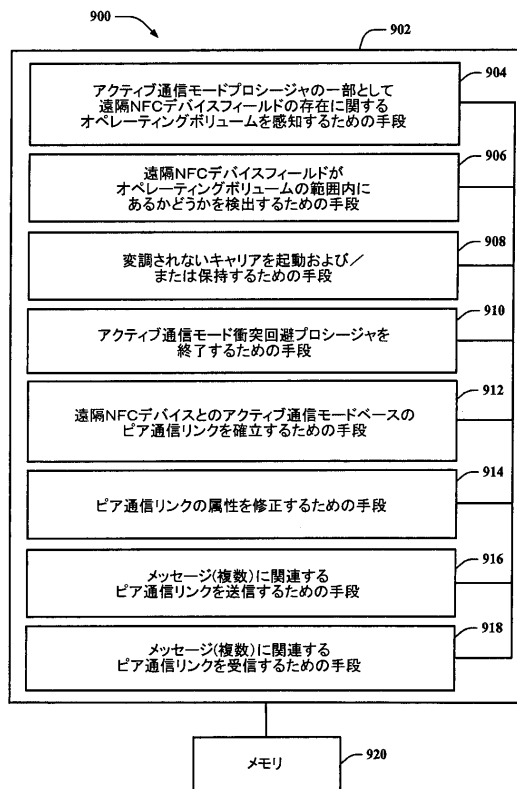 900
902
アクティブ通信モードプロシージャの一部として
遠隔NFCデバイスフィールドの存在に関する
オペレーティングボリュームを感知するための手段
904
遠隔NFCデバイスフィールドが
オペレーティングボリュームの範囲内に
あるかどうかを検出するための手段
906
変調されないキャリアを起動および/
または保持するための手段
908
アクティブ通信モード衝突回避プロシージャを
終了するための手段
910
遠隔NFCデバイスとのアクティブ通信モードベースの
ピア通信リンクを確立するための手段
912
ピア通信リンクの属性を修正するための手段
914
メッセージ(複数)に関連する
ピア通信リンクを送信するための手段
916
メッセージ(複数)に関連する
ピア通信リンクを受信するための手段
918
メモリ
920